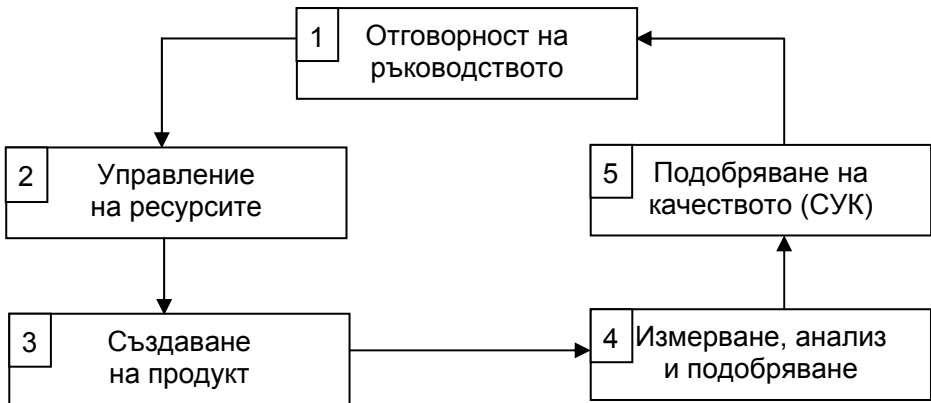 1
Отговорност на
ръководството
2
Управление
на ресурсите
3
Създаване
на продукт
4
Измерване, анализ
и подобряване
5
Подобряване на
качеството (СУК)